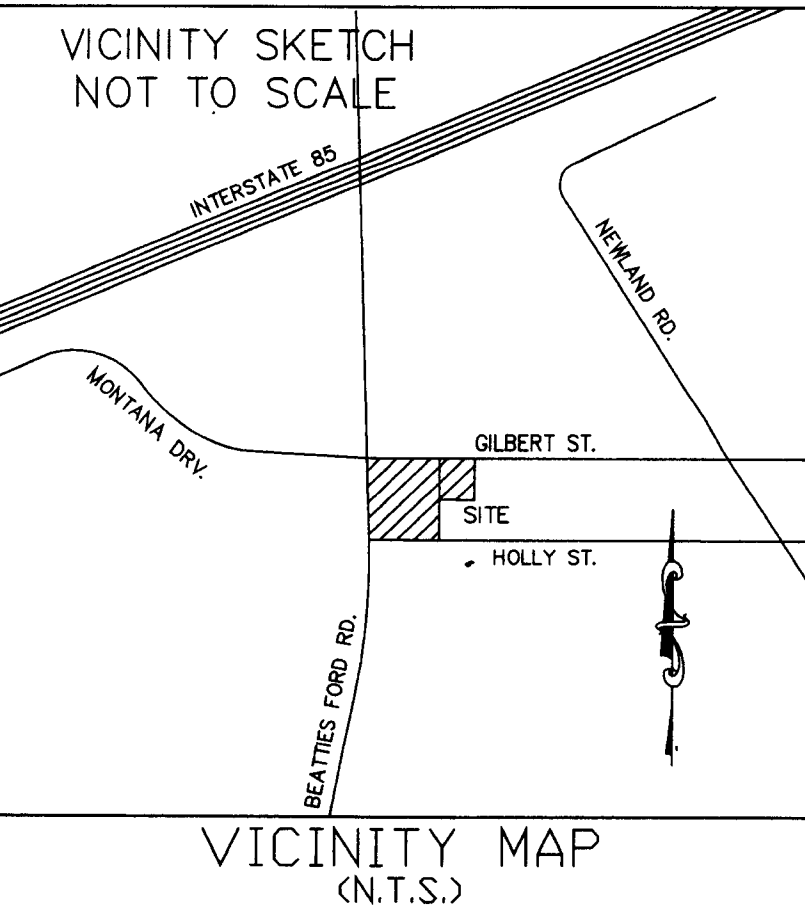 VICINITY SKETCH
NOT TO SCALE
INTERSTATE 85
NEWLAND RD.
MONTANA DRV.
GILBERT ST.
SITE
HOLLY ST.
BEATTIES FORD RD.
VICINITY MAP
(N.T.S.)